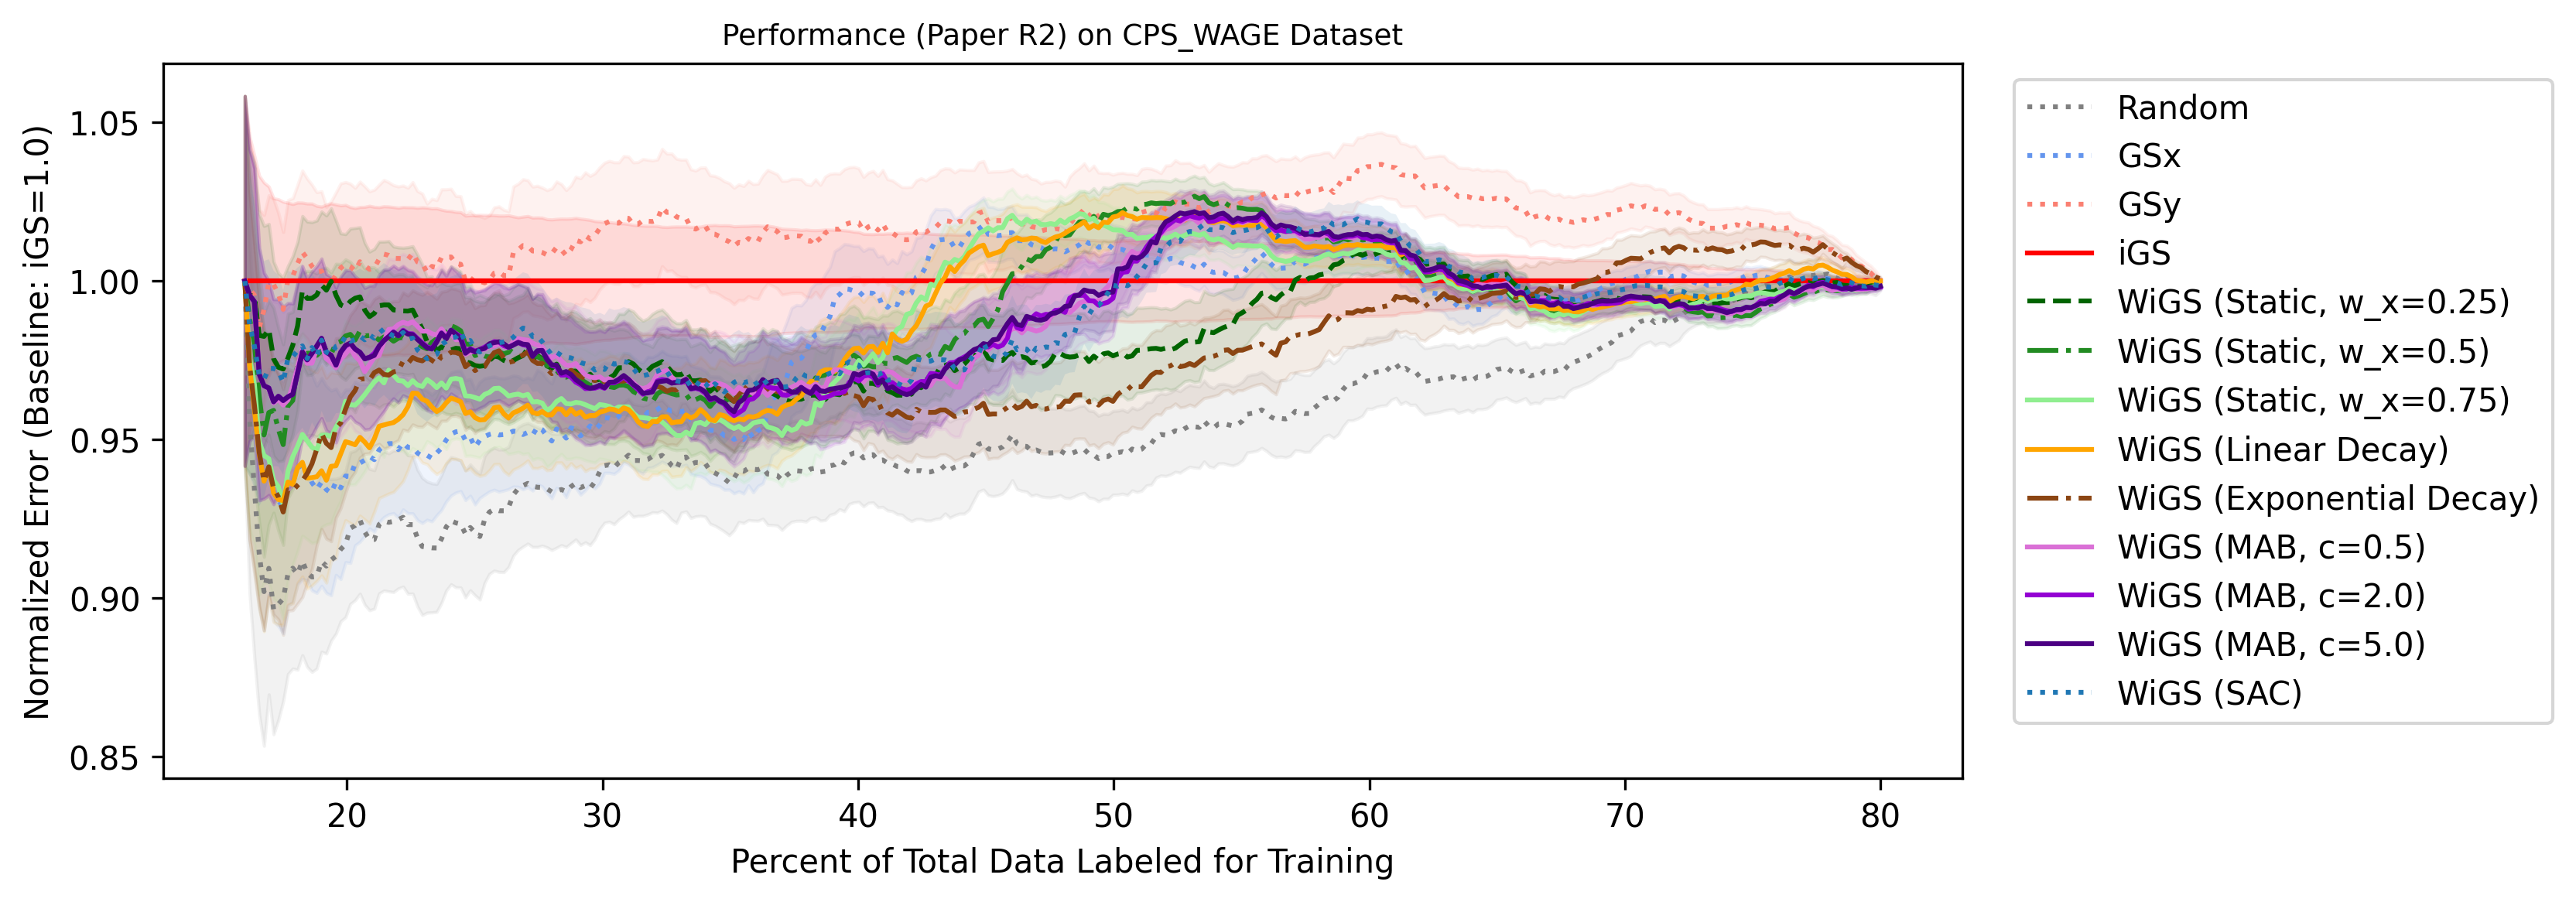 Performance (Paper R2) on CPS_WAGE Dataset
Normalized Error (Baseline: iGS=1.0)
1.05
1.00
0.95
0.90
0.85
20 30 40 50 60 70 80
Percent of Total Data Labeled for Training
Random
GSx
GSy
iGS
WiGS (Static, w_x=0.25)
WiGS (Static, w_x=0.5)
WiGS (Static, w_x=0.75)
WiGS (Linear Decay)
WiGS (Exponential Decay)
WiGS (MAB, c=0.5)
WiGS (MAB, c=2.0)
WiGS (MAB, c=5.0)
WiGS (SAC)